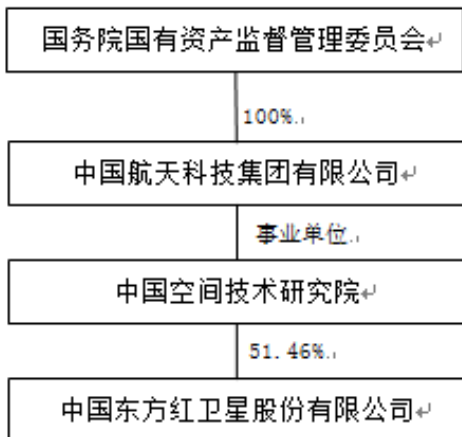 国务院国有资产监督管理委员会
100%
中国航天科技集团有限公司
事业单位
中国空间技术研究院
51.46%
中国东方红卫星股份有限公司